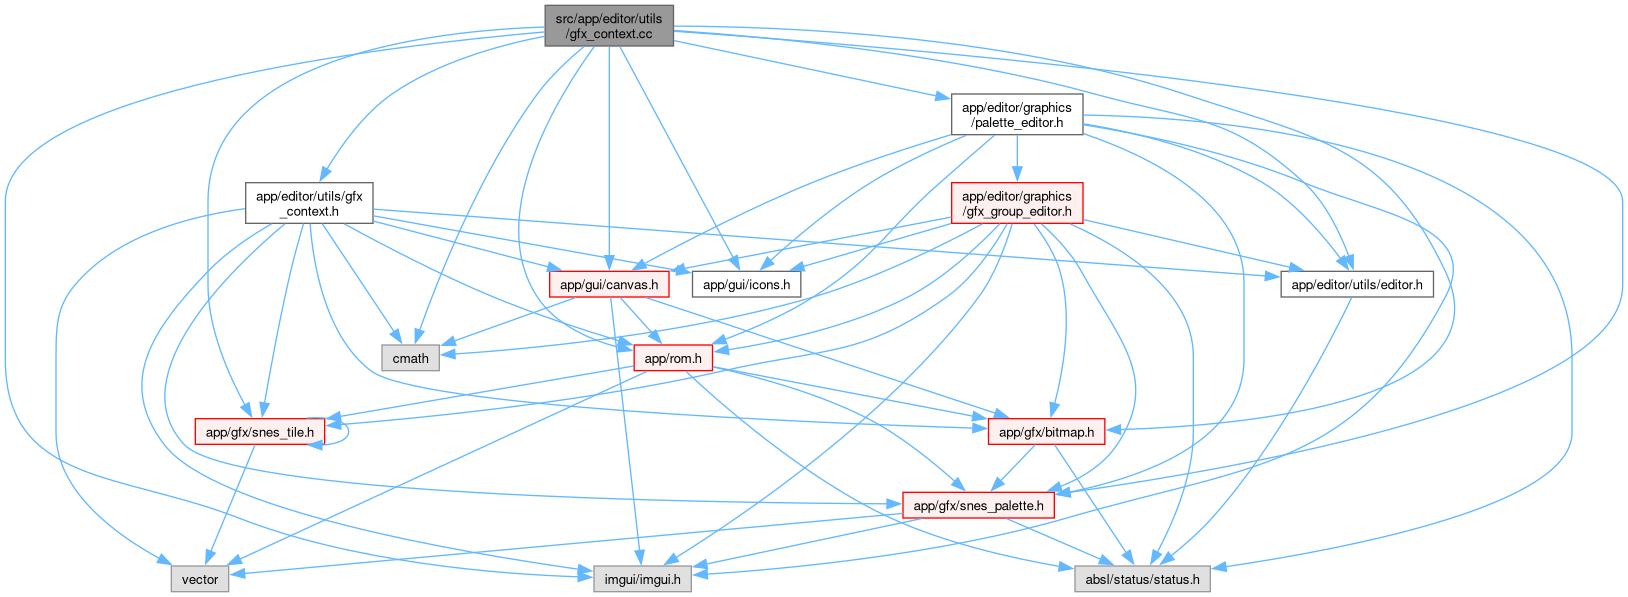 src/app/editor/utils
/gfx_context.cc
app/editor/graphics
/palette_editor.h
app/editor/utils/gfx
_context.h
app/editor/graphics
/gfx_group_editor.h
app/gui/canvas.h
app/gui/icons.h
app/editor/utils/editor.h
cmath
app/rom.h
app/gfx/snes_tile.h
app/gfx/bitmap.h
app/gfx/snes_palette.h
vector
imgui/imgui.h
absl/status/status.h